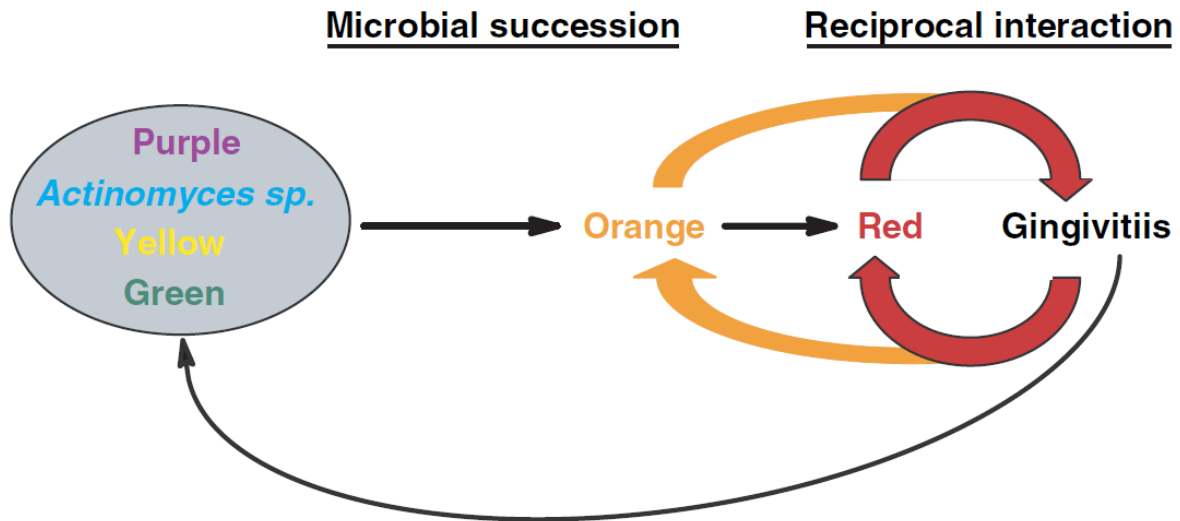 Microbial succession
Reciprocal interaction
Purple
Actinomyces sp.
Yellow
Green
Orange
Red
Gingivitiis